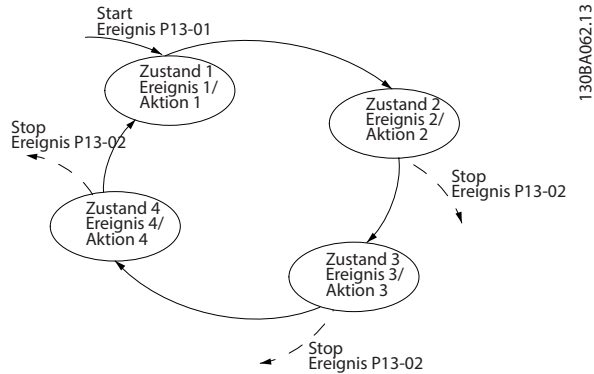 Start
Ereignis P13-01
130BA062.13
Zustand 1
Ereignis 1/
Aktion 1
Zustand 2
Ereignis 2/
Aktion 2
Stop
Ereignis P13-02
Stop
Ereignis P13-02
Zustand 4
Ereignis 4/
Aktion 4
Zustand 3
Ereignis 3/
Aktion 3
Stop
Ereignis P13-02